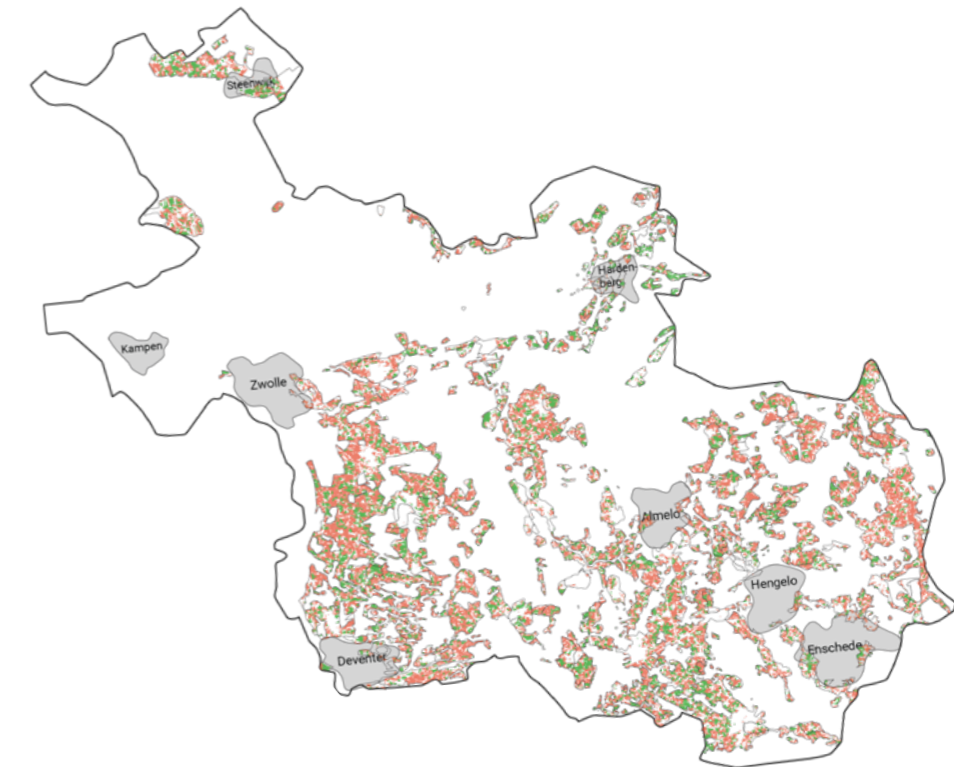 Steenwijk
Harden-
berg
Kampen
Zwolle
Almelo
Hengelo
Enschede
Deventer